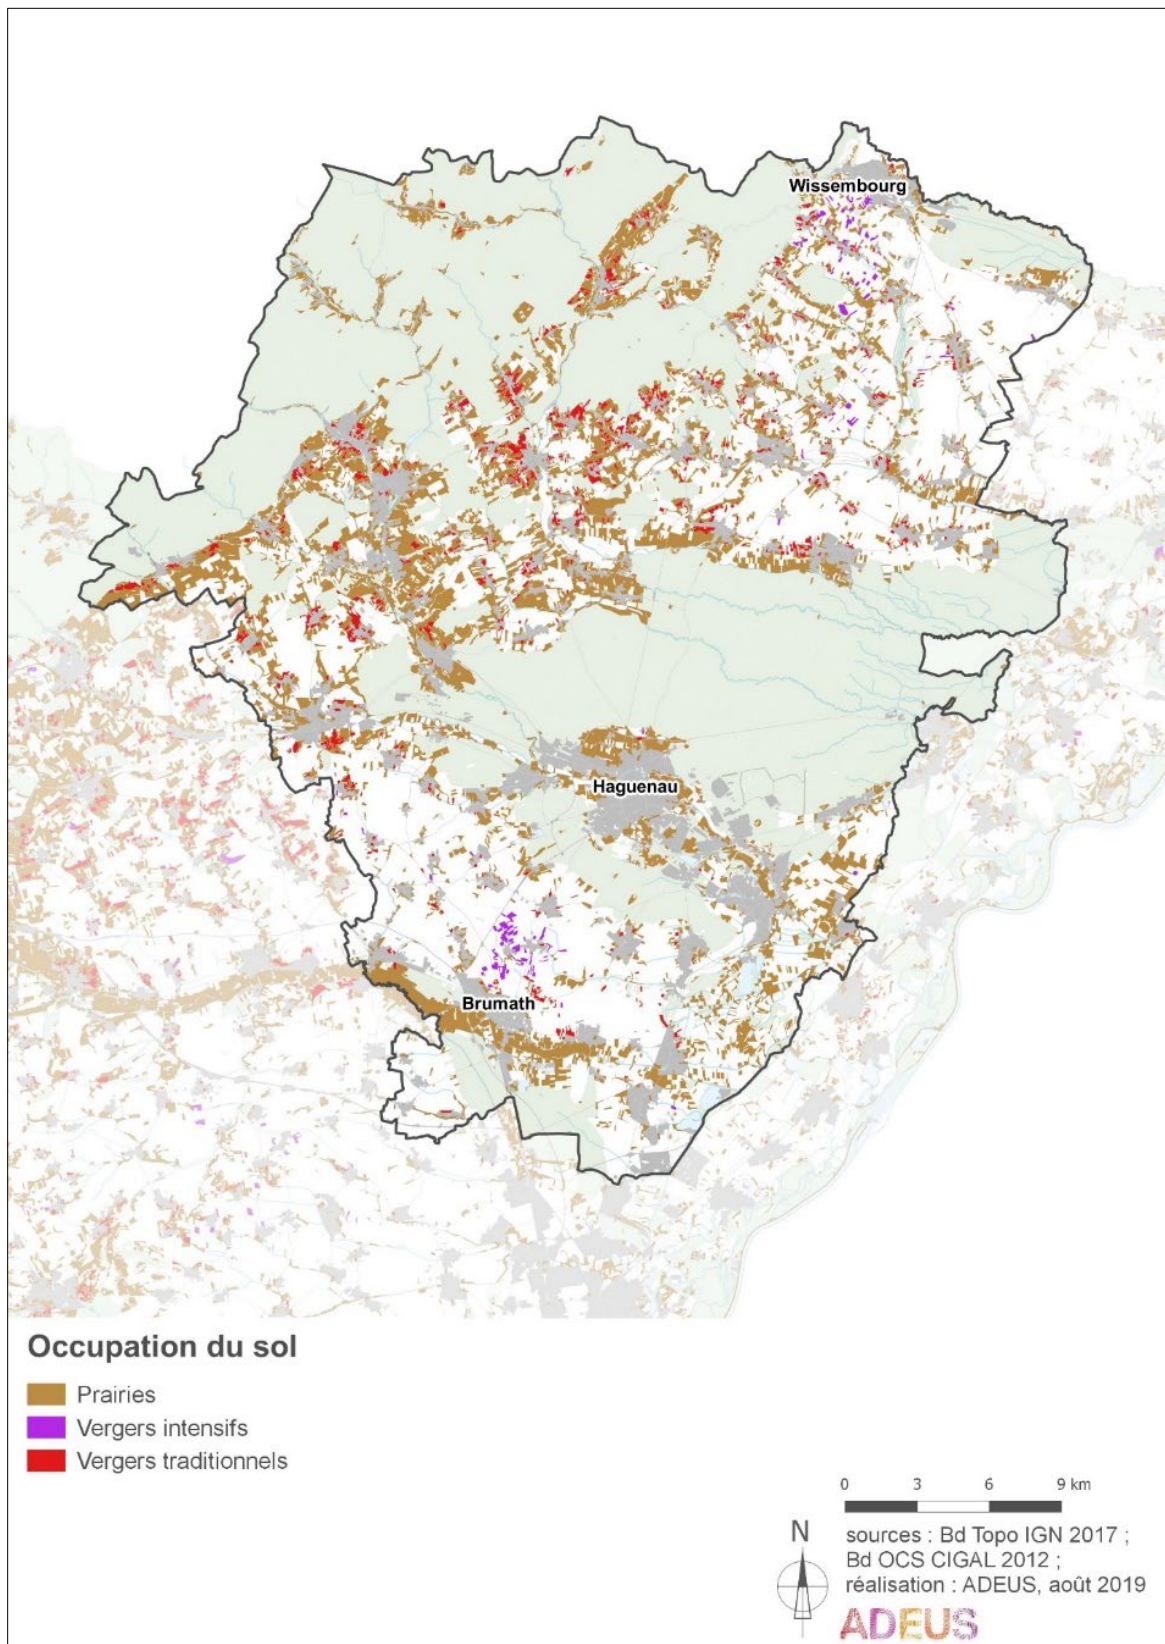 Wissembourg
Haguenau
Brumath
Occupation du sol
Prairies
Vergers intensifs
Vergers traditionnels
0 3 6 9 km
N
sources : Bd Topo IGN 2017 ;
Bd OCS CIGAL 2012 ;
réalisation : ADEUS, août 2019
ADEUS